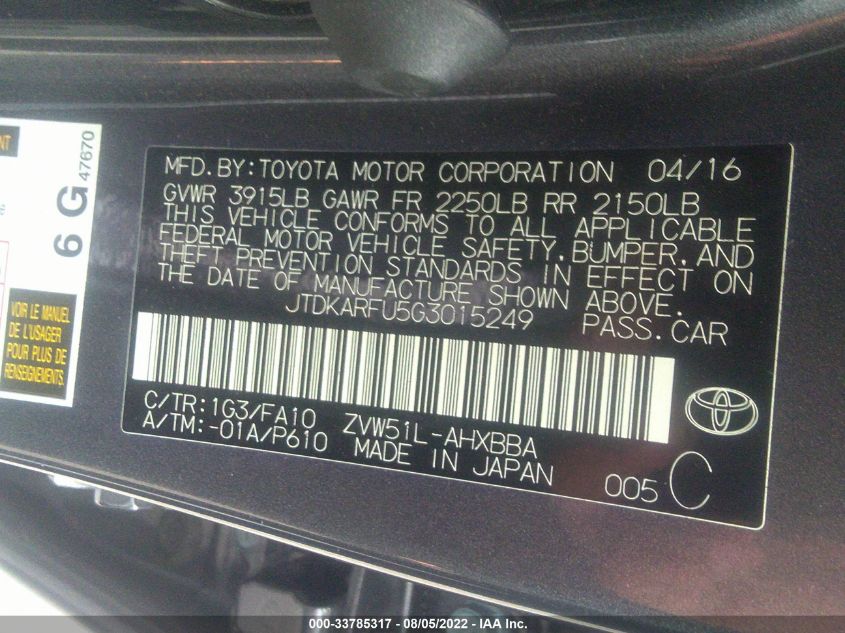 MFD.BY:TOYOTA MOTOR CORPORATION 04/16
GVWR 3915LB GAWR FR 2250LB RR 2150LB
THIS VEHICLE CONFORMS TO ALL APPLICABLE
FEDERAL MOTOR VEHICLE SAFETY,BUMPER,AND
THEFT PREVENTION STANDARDS IN EFFECT ON
THE DATE OF MANUFACTURE SHOWN ABOVE.
JTDKARFU5G3015249 PASS.CAR
C/TR:1G3/FA10 ZVW51L-AHXBBA
A/TM:-01A/P610 MADE IN JAPAN
005 C
6 G 47670
VOIR LE MANUEL
DE L'USAGER
POUR PLUS DE
RENSEIGNEMENTS.
000-33785317 - 08/05/2022 - IAA Inc.